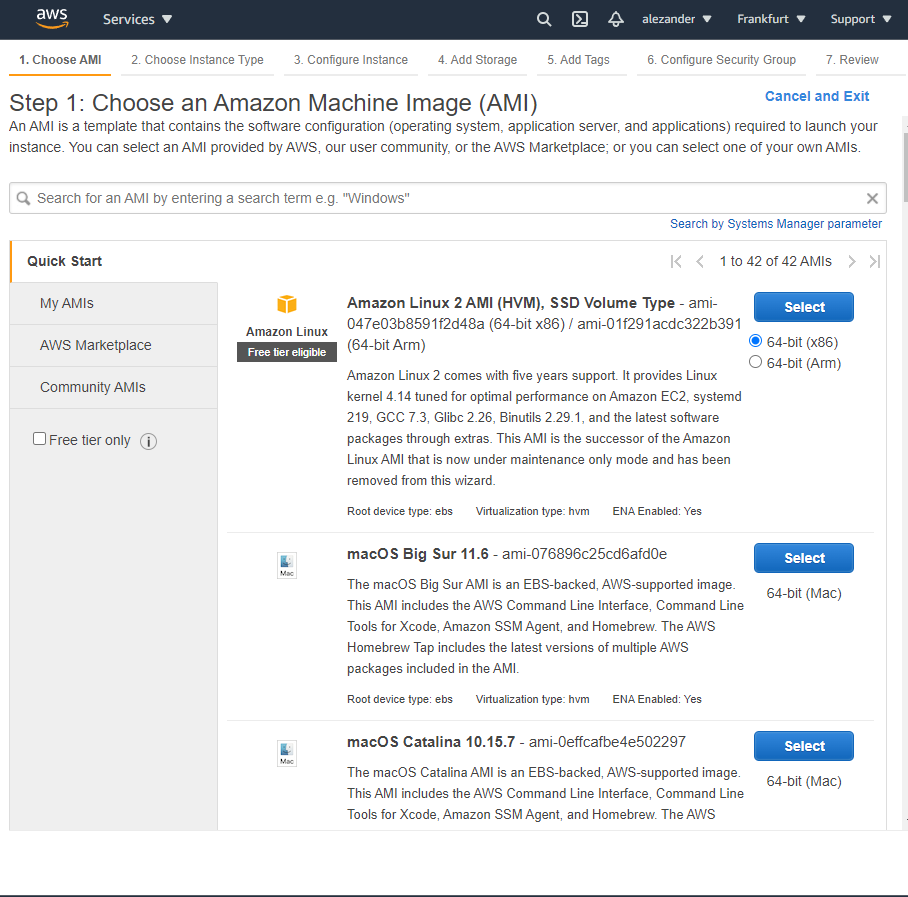 aws Services alezander Frankfurt Support
1. Choose AMI 2. Choose Instance Type 3. Configure Instance 4. Add Storage 5. Add Tags 6. Configure Security Group 7. Review
Step 1: Choose an Amazon Machine Image (AMI)
Cancel and Exit
An AMI is a template that contains the software configuration (operating system, application server, and applications) required to launch your
instance. You can select an AMI provided by AWS, our user community, or the AWS Marketplace; or you can select one of your own AMIs.
Search for an AMI by entering a search term e.g. "Windows"
Search by Systems Manager parameter
Quick Start
1 to 42 of 42 AMIs
My AMIs
AWS Marketplace
Community AMIs
Free tier only
Amazon Linux
Free tier eligible
Amazon Linux 2 AMI (HVM), SSD Volume Type - ami-
047e03b8591f2d48a (64-bit x86) / ami-01f291acdc322b391
(64-bit Arm)
Select
64-bit (x86)
64-bit (Arm)
Amazon Linux 2 comes with five years support. It provides Linux
kernel 4.14 tuned for optimal performance on Amazon EC2, systemd
219, GCC 7.3, Glibc 2.26, Binutils 2.29.1, and the latest software
packages through extras. This AMI is the successor of the Amazon
Linux AMI that is now under maintenance only mode and has been
removed from this wizard.
Root device type: ebs Virtualization type: hvm ENA Enabled: Yes
Mac
macOS Big Sur 11.6 - ami-076896c25cd6afd0e
Select
64-bit (Mac)
The macOS Big Sur AMI is an EBS-backed, AWS-supported image.
This AMI includes the AWS Command Line Interface, Command Line
Tools for Xcode, Amazon SSM Agent, and Homebrew. The AWS
Homebrew Tap includes the latest versions of multiple AWS
packages included in the AMI.
Root device type: ebs Virtualization type: hvm ENA Enabled: Yes
Mac
macOS Catalina 10.15.7 - ami-0effcafbe4e502297
Select
64-bit (Mac)
The macOS Catalina AMI is an EBS-backed, AWS-supported image.
This AMI includes the AWS Command Line Interface, Command Line
Tools for Xcode, Amazon SSM Agent, and Homebrew. The AWS